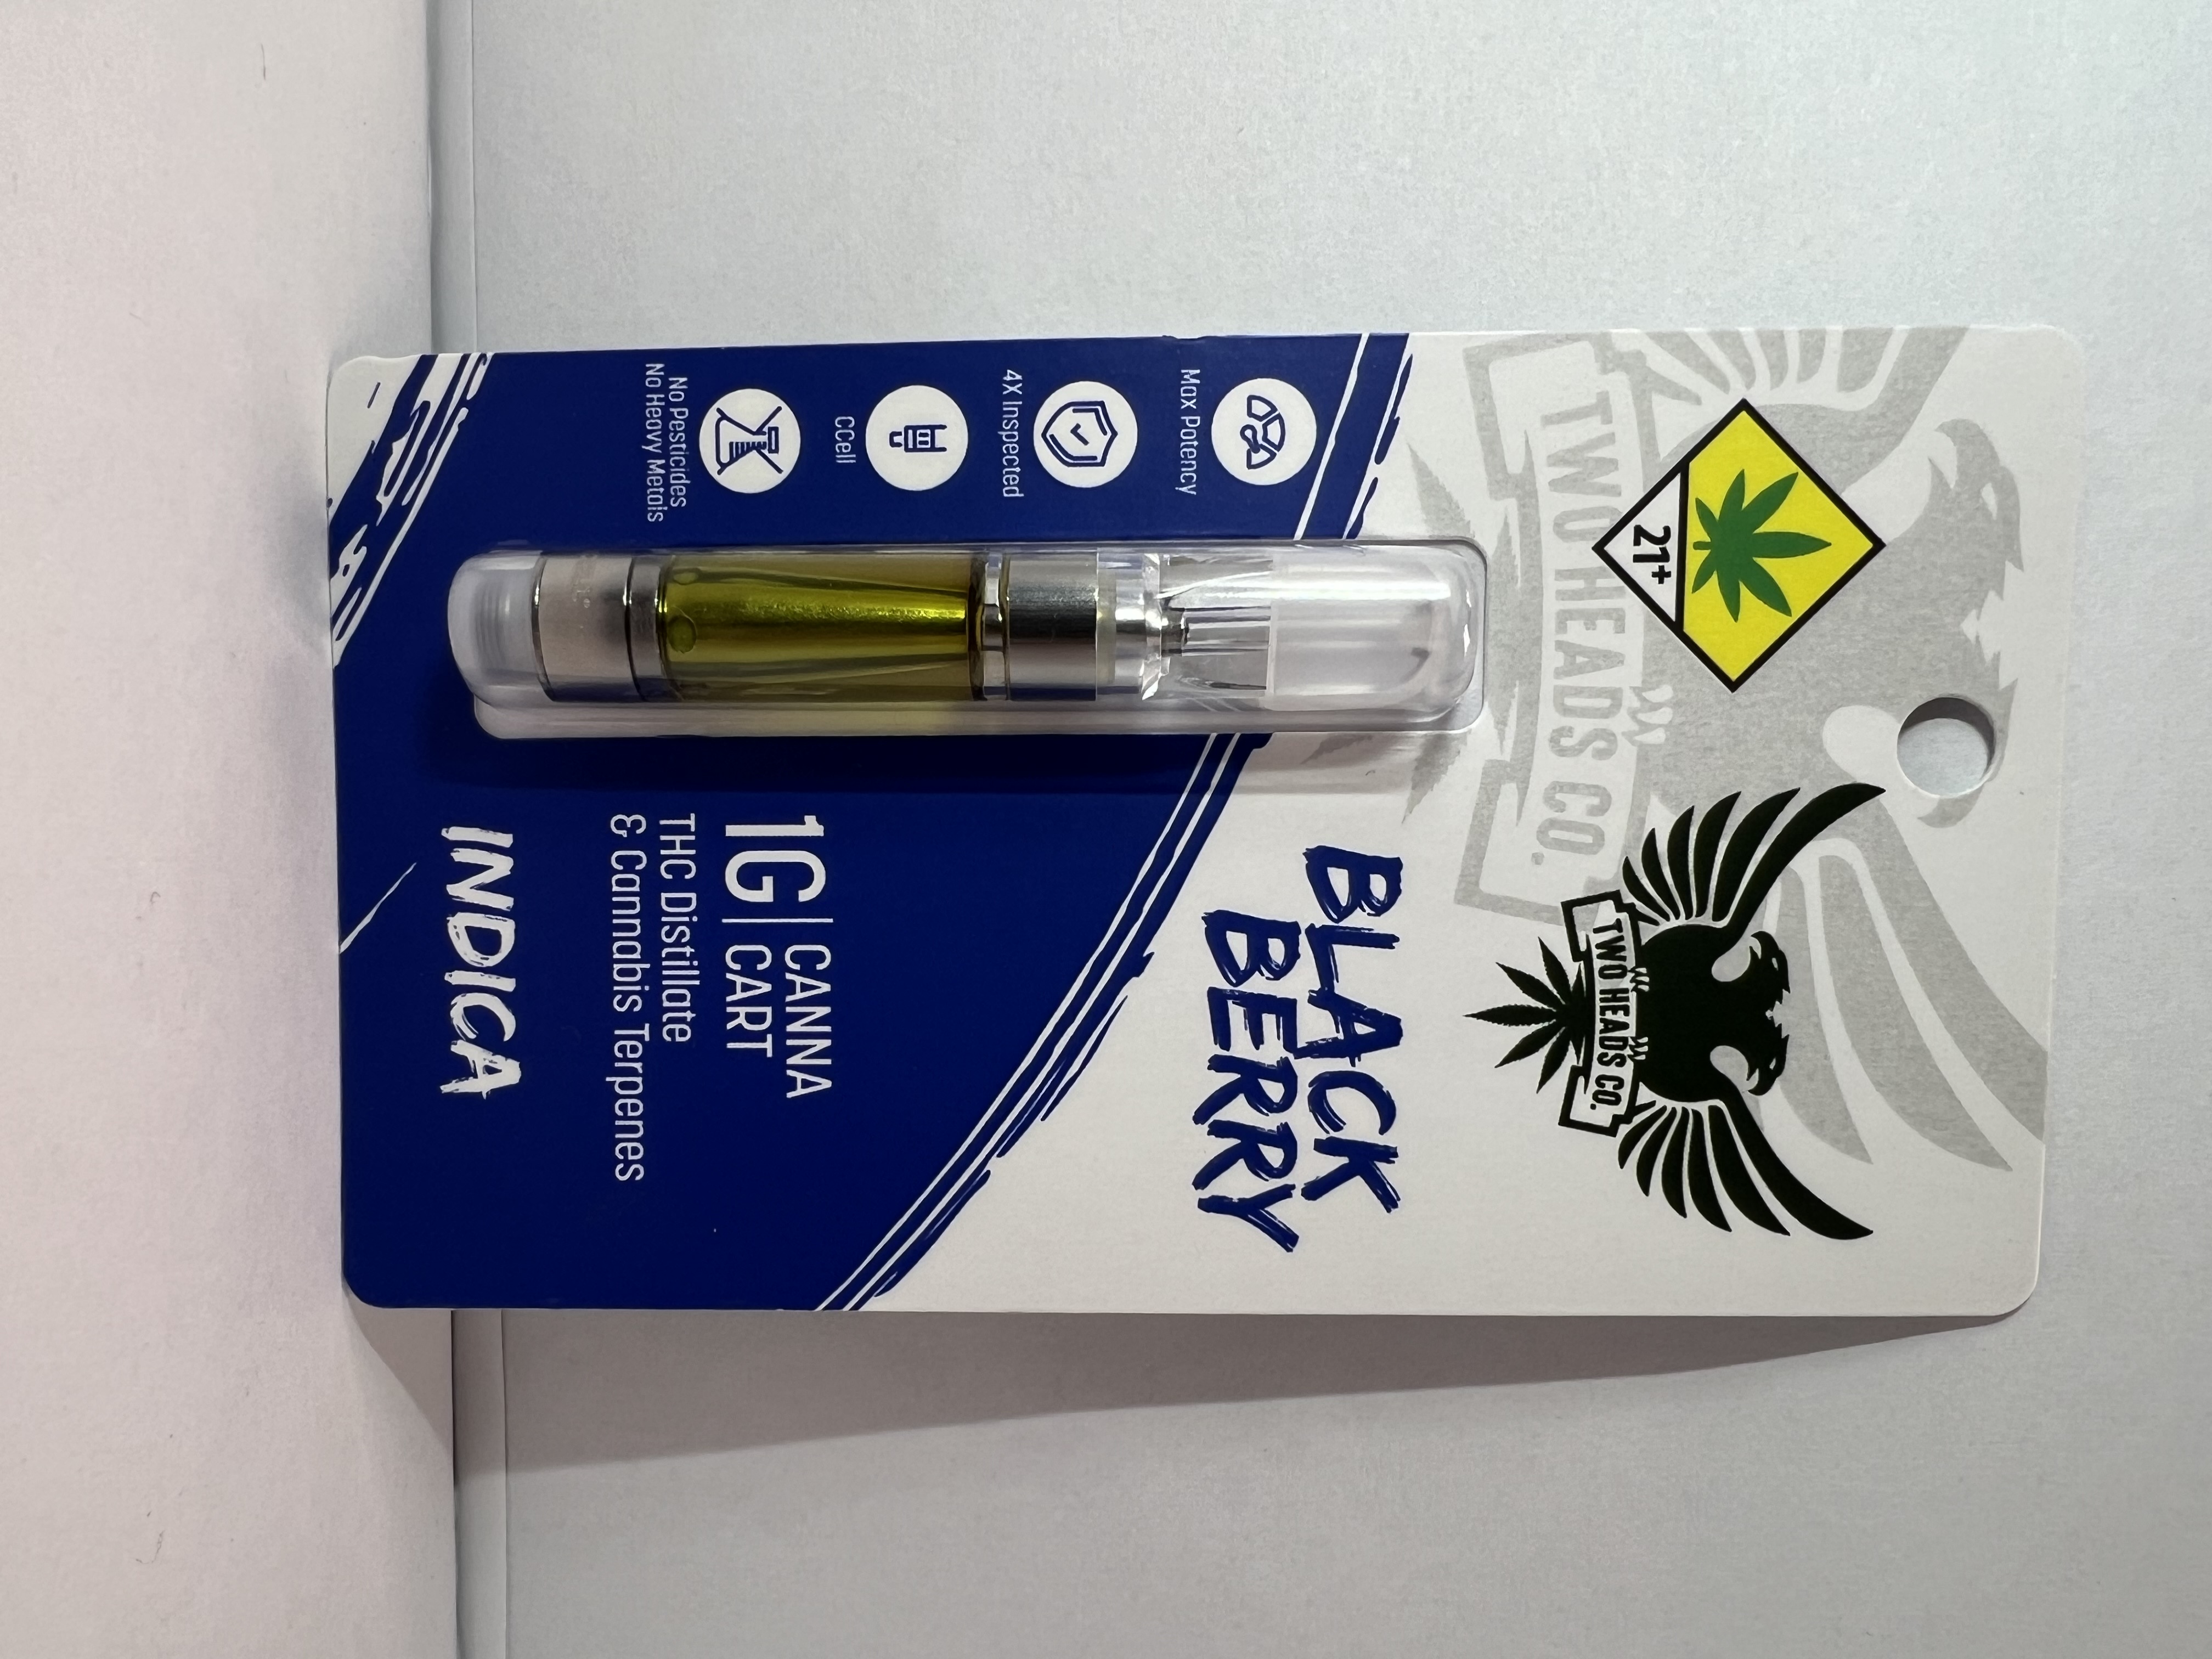 TWO HEADS CO.
21+
TWO HEADS CO.
BLACK
BERRY
Max Potency
4X Inspected
CCell
No Pesticides
No Heavy Metals
1G CANNA
CART
THC Distillate
& Cannabis Terpenes
INDICA